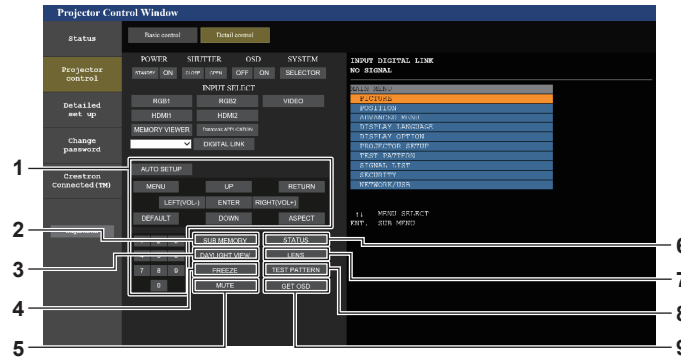 Projector Control Window
Status
Basic control
Detail control
POWER SHUTTER OSD SYSTEM
STANDBY ON CLOSE OPEN OFF ON SELECTOR
INPUT SELECT
RGB1 RGB2 VIDEO
HDMI1 HDMI2
MEMORY VIEWER Panasonic APPLICATION
DIGITAL LINK
Projector control
Detailed set up
Change password
Crestron Connected(TM)
INPUT DIGITAL LINK
NO SIGNAL
MAIN MENU
PICTURE
POSITION
ADVANCED MENU
DISPLAY LANGUAGE
DISPLAY OPTION
PROJECTOR SETUP
TEST PATTERN
SIGNAL LIST
SECURITY
NETWORK/USB
↑↓ MENU SELECT
ENT. SUB MENU
AUTO SETUP
MENU UP RETURN
LEFT(VOL-) ENTER RIGHT(VOL+)
DEFAULT DOWN ASPECT
SUB MEMORY STATUS
DAYLIGHT VIEW LENS
7 8 9 FREEZE TEST PATTERN
0 MUTE GET OSD
1
2
3
4
5
6
7
8
9